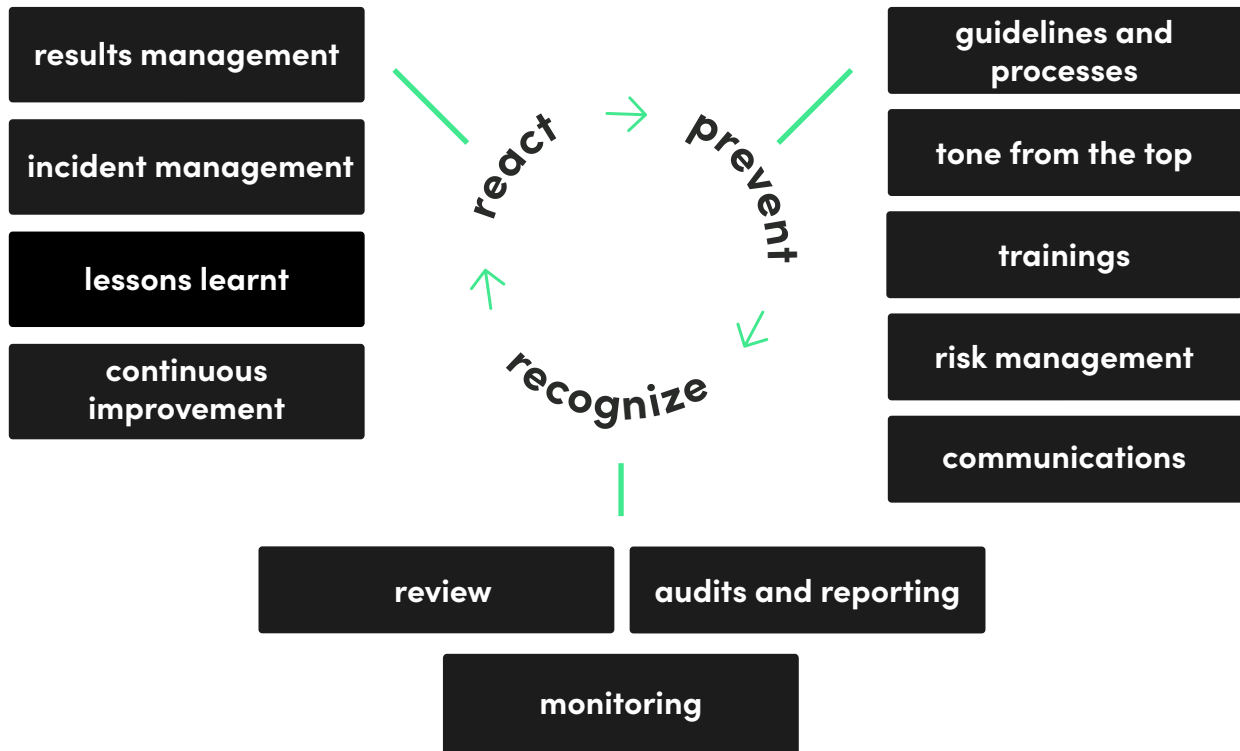 results management
incident management
lessons learnt
continuous
improvement
react
prevent
recognize
guidelines and
processes
tone from the top
trainings
risk management
communications
review
audits and reporting
monitoring